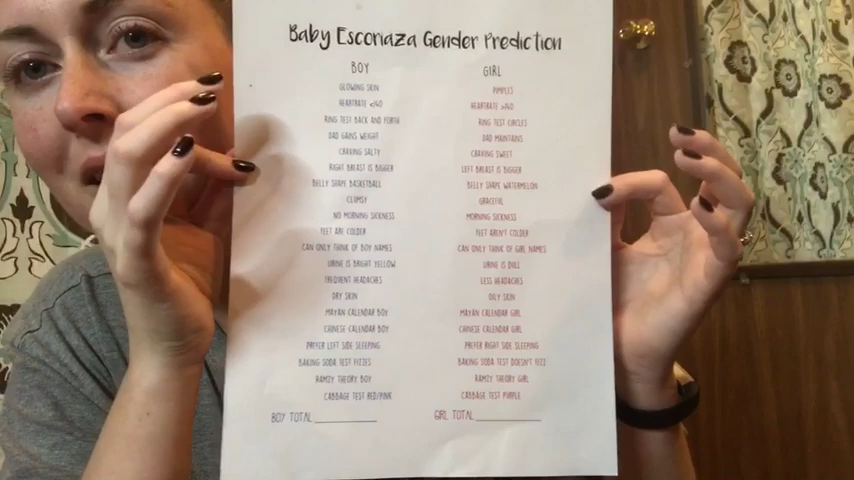 Baby Escoriaza Gender Prediction
BOY GIRL
GLOWING SKIN PIMPLES
HEARTRATE <140 HEARTRATE >140
RING TEST BACK AND FORTH RING TEST CIRCLES
DAD GAINS WEIGHT DAD MAINTAINS
CRAVING SALTY CRAVING SWEET
RIGHT BREAST IS BIGGER LEFT BREAST IS BIGGER
BELLY SHAPE BASKETBALL BELLY SHAPE WATERMELON
CLUMSY GRACEFUL
NO MORNING SICKNESS MORNING SICKNESS
FEET ARE COLDER FEET AREN'T COLDER
CAN ONLY THINK OF BOY NAMES CAN ONLY THINK OF GIRL NAMES
URINE IS BRIGHT YELLOW URINE IS DULL
FREQUENT HEADACHES LESS HEADACHES
DRY SKIN OILY SKIN
MAYAN CALENDAR BOY MAYAN CALENDAR GIRL
CHINESE CALENDAR BOY CHINESE CALENDAR GIRL
PREFER LEFT SIDE SLEEPING PREFER RIGHT SIDE SLEEPING
BAKING SODA TEST FIZZES BAKING SODA TEST DOESN'T FIZZ
RAMZY THEORY BOY RAMZY THEORY GIRL
CABBAGE TEST RED/PINK CABBAGE TEST PURPLE
BOY TOTAL____________ GIRL TOTAL____________